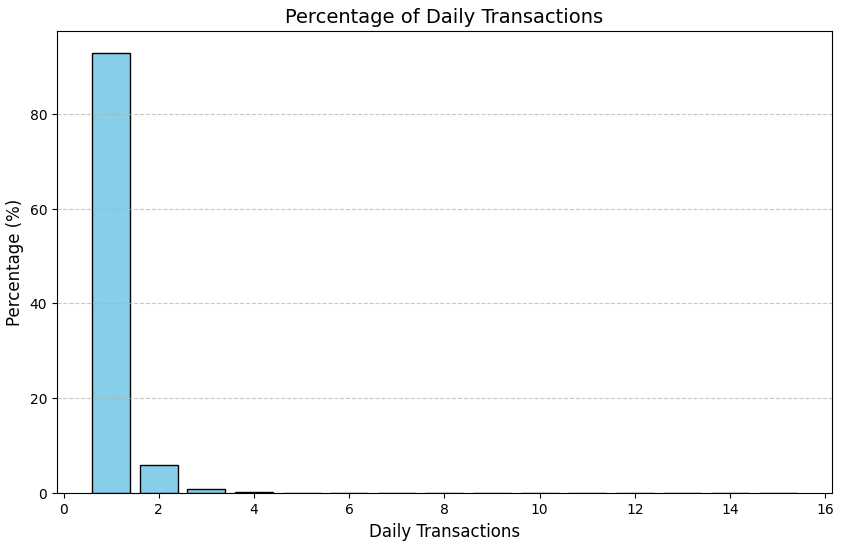 Percentage of Daily Transactions
Percentage (%)
80
60
40
20
0
0 2 4 6 8 10 12 14 16
Daily Transactions